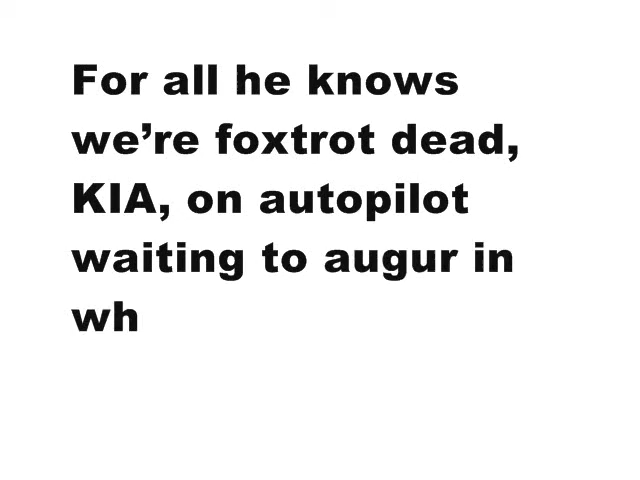 For all he knows
we’re foxtrot dead,
KIA, on autopilot
waiting to augur in
wh